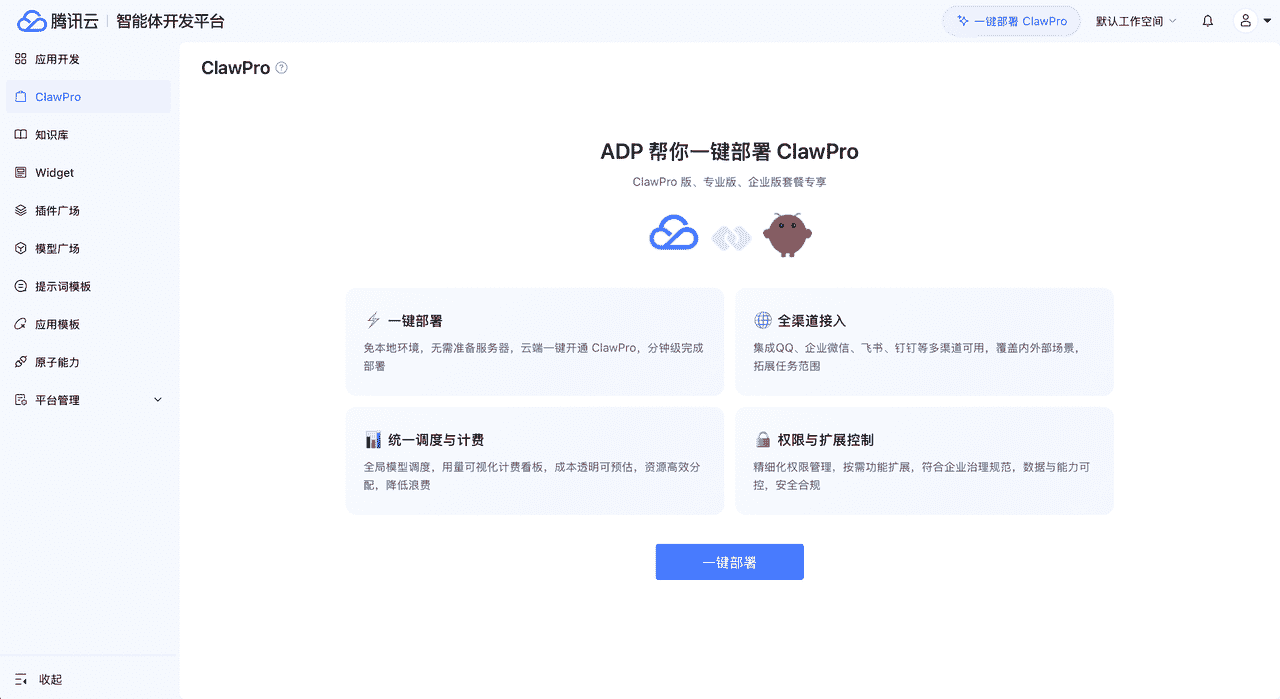 腾讯云 智能体开发平台
一键部署 ClawPro
默认工作空间
应用开发
ClawPro
知识库
Widget
插件广场
模型广场
提示词模板
应用模板
原子能力
平台管理
收起
ClawPro
ADP 帮你一键部署 ClawPro
ClawPro 版、专业版、企业版套餐专享
一键部署
免本地环境，无需准备服务器，云端一键开通 ClawPro，分钟级完成
部署
全渠道接入
集成QQ、企业微信、飞书、钉钉等多渠道可用，覆盖内外部场景，
拓展任务范围
统一调度与计费
全局模型调度，用量可视化计费看板，成本透明可预估，资源高效分
配，降低浪费
权限与扩展控制
精细化权限管理，按需功能扩展，符合企业治理规范，数据与能力可
控，安全合规
一键部署